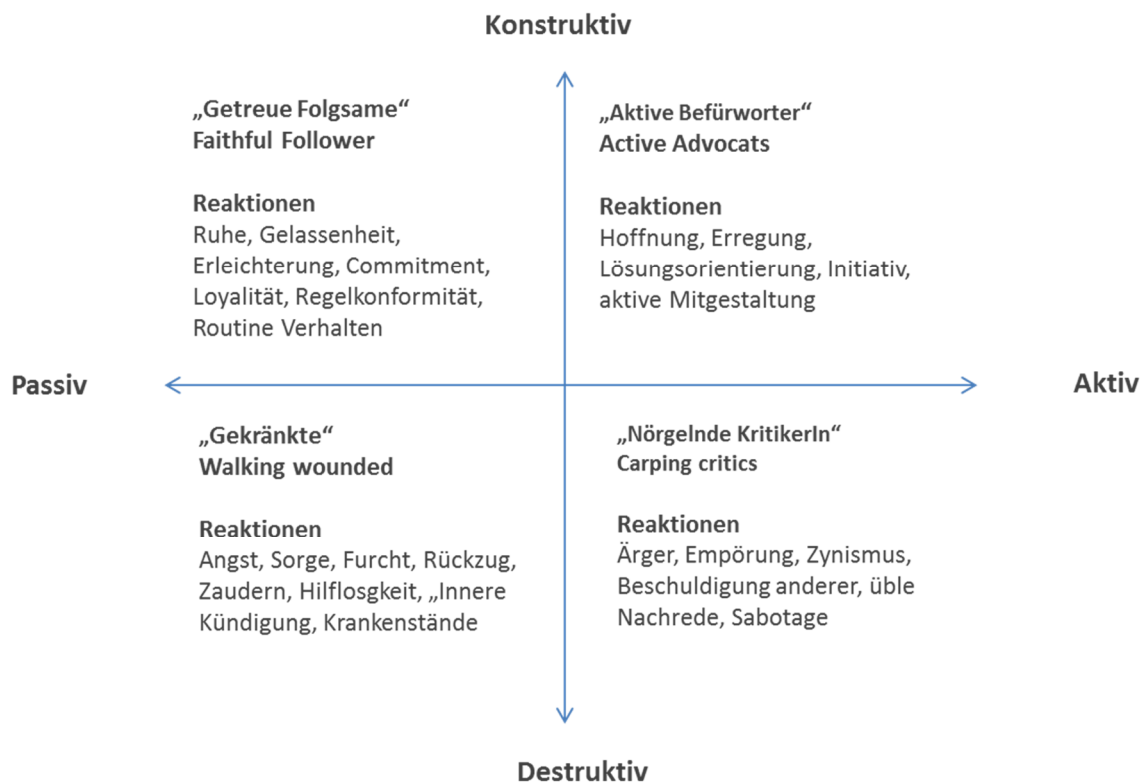 Konstruktiv
„Getreue Folgsame“
Faithful Follower
Reaktionen
Ruhe, Gelassenheit,
Erleichterung, Commitment,
Loyalität, Regelkonformität,
Routine Verhalten
„Aktive Befürworter“
Active Advocats
Reaktionen
Hoffnung, Erregung,
Lösungsorientierung, Initiativ,
aktive Mitgestaltung
Passiv
Aktiv
„Gekränkte“
Walking wounded
Reaktionen
Angst, Sorge, Furcht, Rückzug,
Zaudern, Hilflosgkeit, „Innere
Kündigung, Krankenstände
„Nörgelnde KritikerIn“
Carping critics
Reaktionen
Ärger, Empörung, Zynismus,
Beschuldigung anderer, üble
Nachrede, Sabotage
Destruktiv